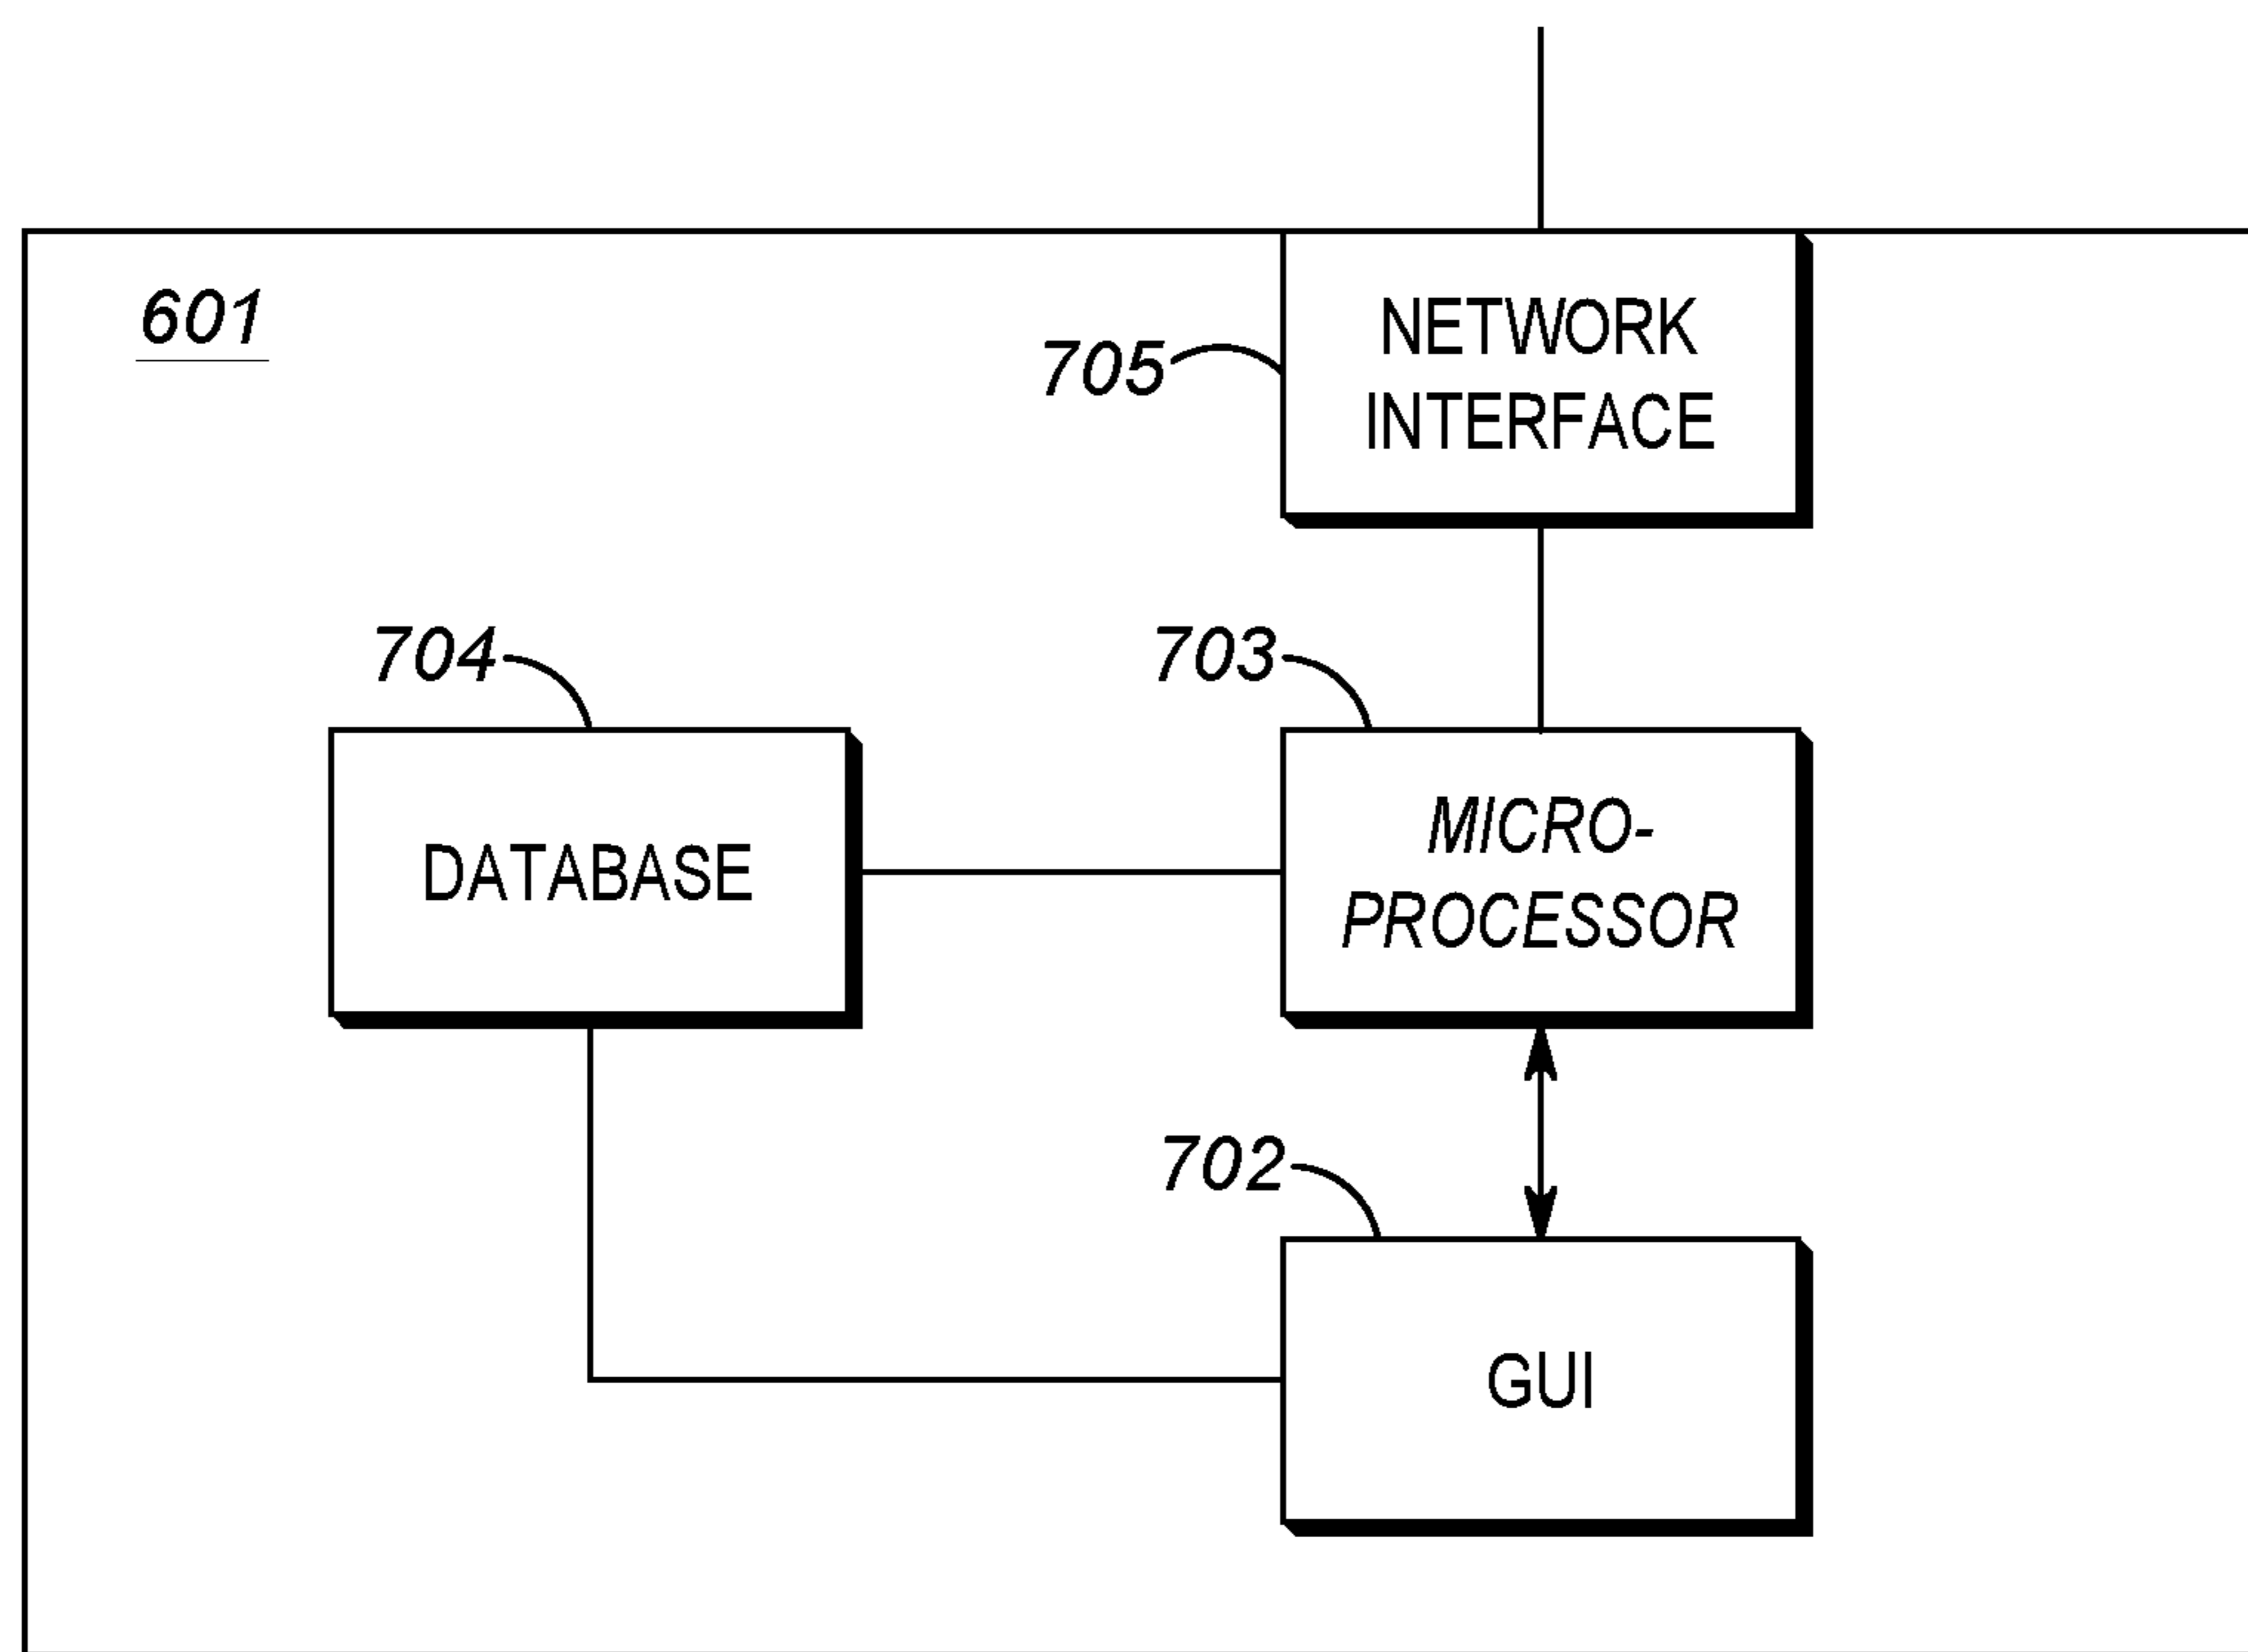 601
705
NETWORK
INTERFACE
704
703
DATABASE
MICRO-
PROCESSOR
702
GUI